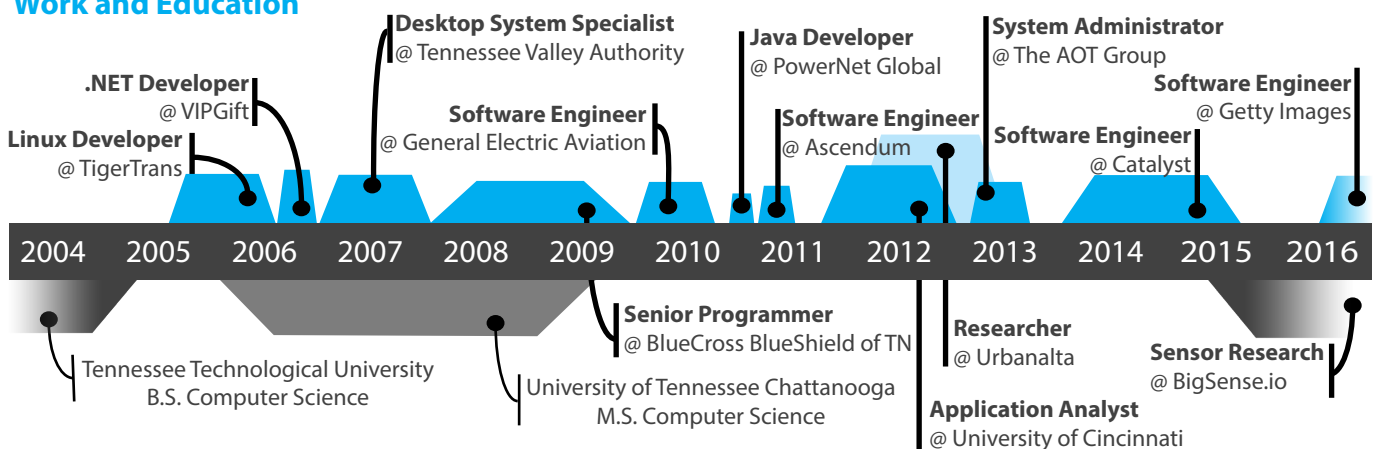 Work and Education
Desktop System Specialist
@ Tennessee Valley Authority
Java Developer
@ PowerNet Global
System Administrator
@ The AOT Group
.NET Developer
@ VIPGift
Software Engineer
@ Getty Images
Linux Developer
@ TigerTrans
Software Engineer
@ General Electric Aviation
Software Engineer
@ Ascendum
Software Engineer
@ Catalyst
2004 2005 2006 2007 2008 2009 2010 2011 2012 2013 2014 2015 2016
Tennessee Technological University
B.S. Computer Science
University of Tennessee Chattanooga
M.S. Computer Science
Senior Programmer
@ BlueCross BlueShield of TN
Researcher
@ Urbanalta
Sensor Research
@ BigSense.io
Application Analyst
@ University of Cincinnati